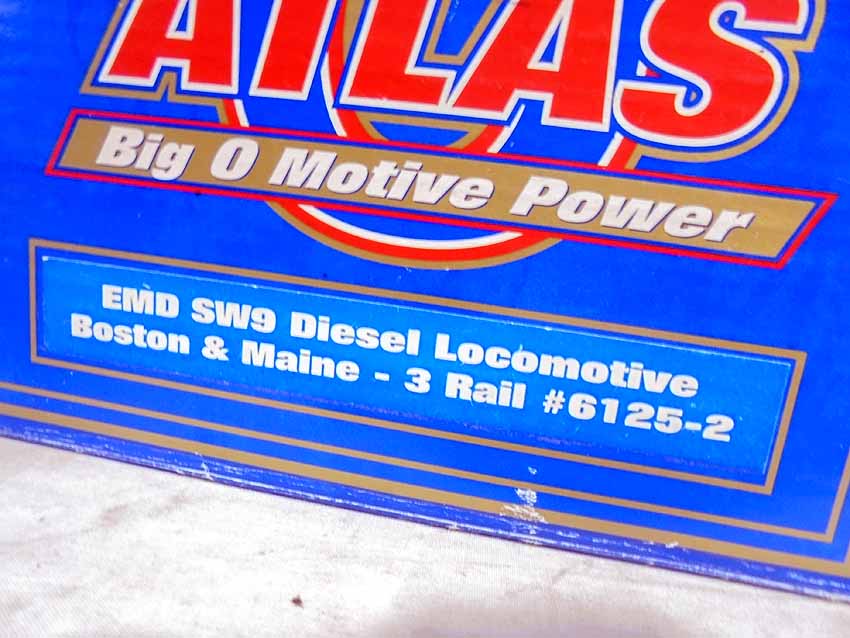 ATLAS
Big O Motive Power
EMD SW9 Diesel Locomotive
Boston & Maine - 3 Rail #6125-2